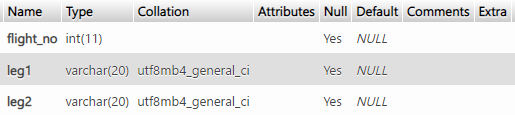 Name Type Collation Attributes Null Default Comments Extra
flight_no int(11) Yes NULL
leg1 varchar(20) utf8mb4_general_ci Yes NULL
leg2 varchar(20) utf8mb4_general_ci Yes NULL